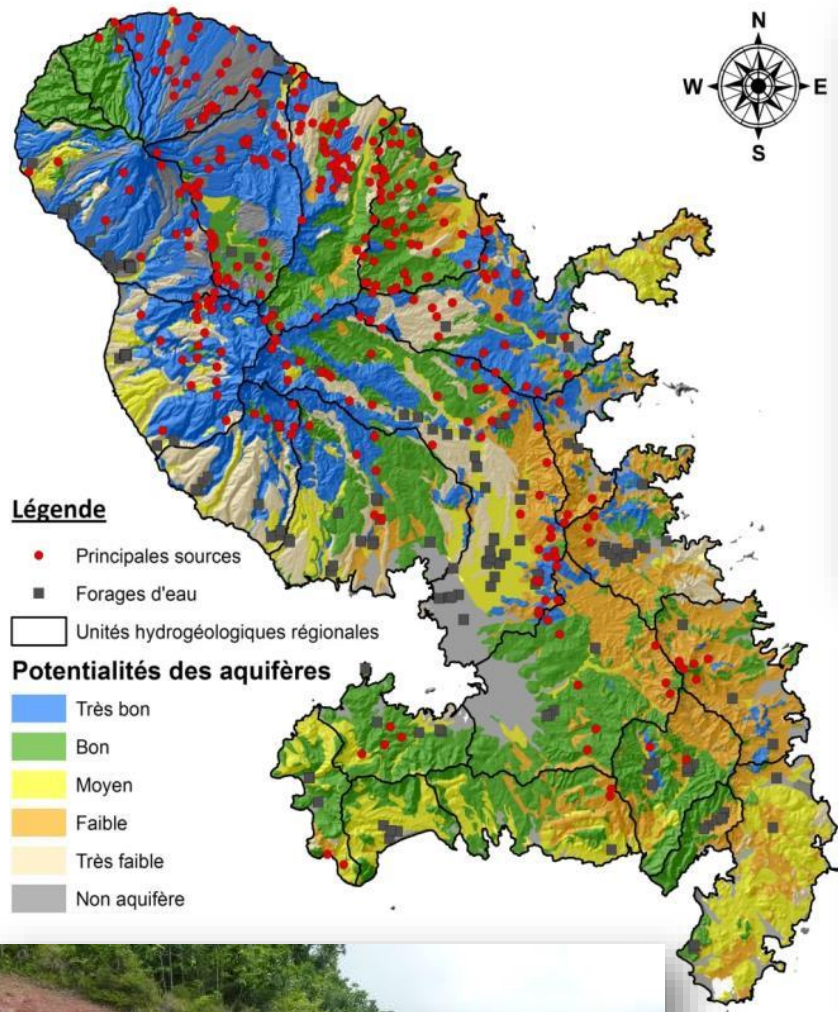 N
W
E
S
Légende
Principales sources
Forages d'eau
Unités hydrogéologiques régionales
Potentialités des aquifères
Très bon
Bon
Moyen
Faible
Très faible
Non aquifère